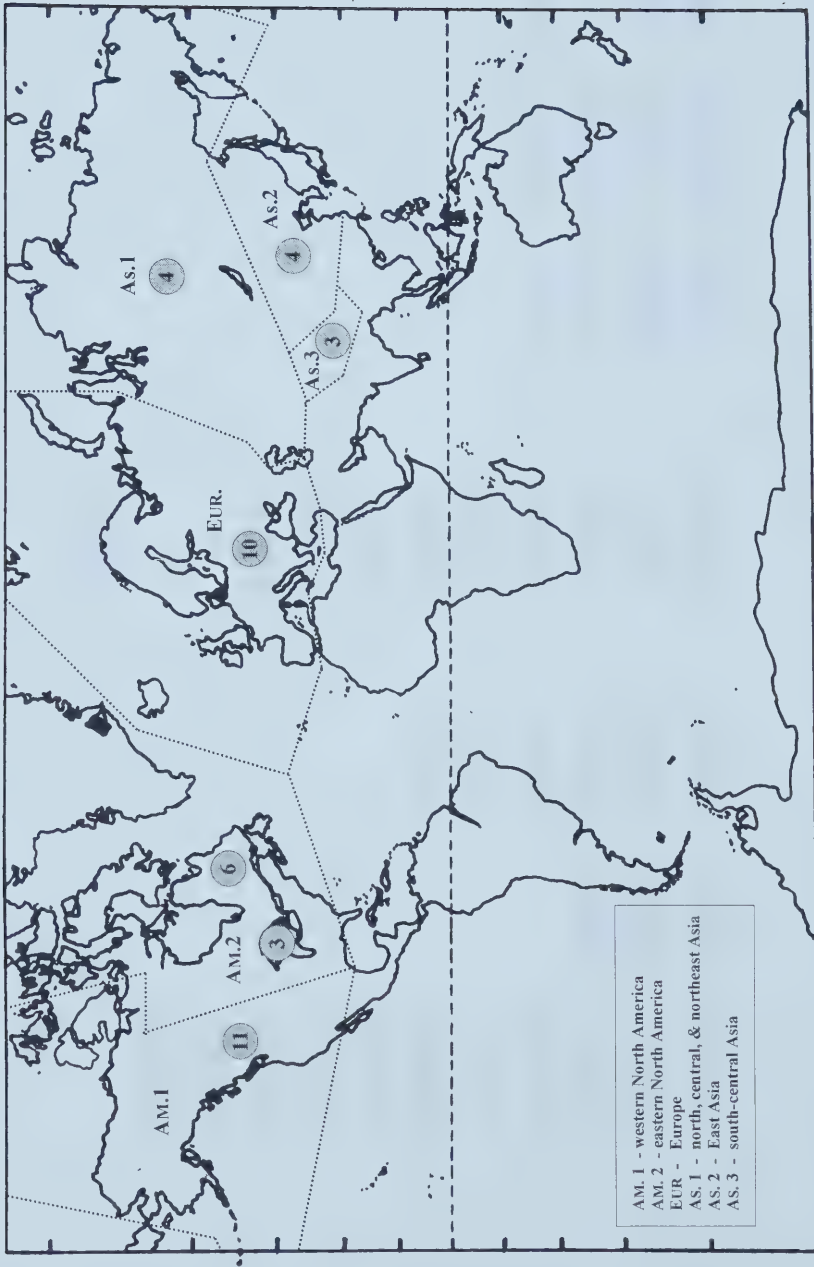 AM.1
11
AM.2
3
6
EUR.
10
As.1
4
As.2
4
As.3
3
AM. 1 - western North America
AM. 2 - eastern North America
EUR - Europe
AS. 1 - north, central, & northeast Asia
AS. 2 - East Asia
AS. 3 - south-central Asia